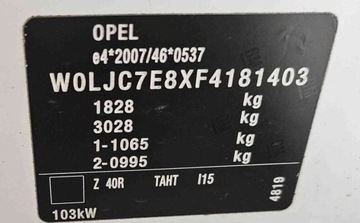 OPEL
e4*2007/46*0537
W0LJC7E8XF4181403
1828 kg
3028 kg
1-1065 kg
2-0995 kg
Z 40R TAHT I15
103kW
4819